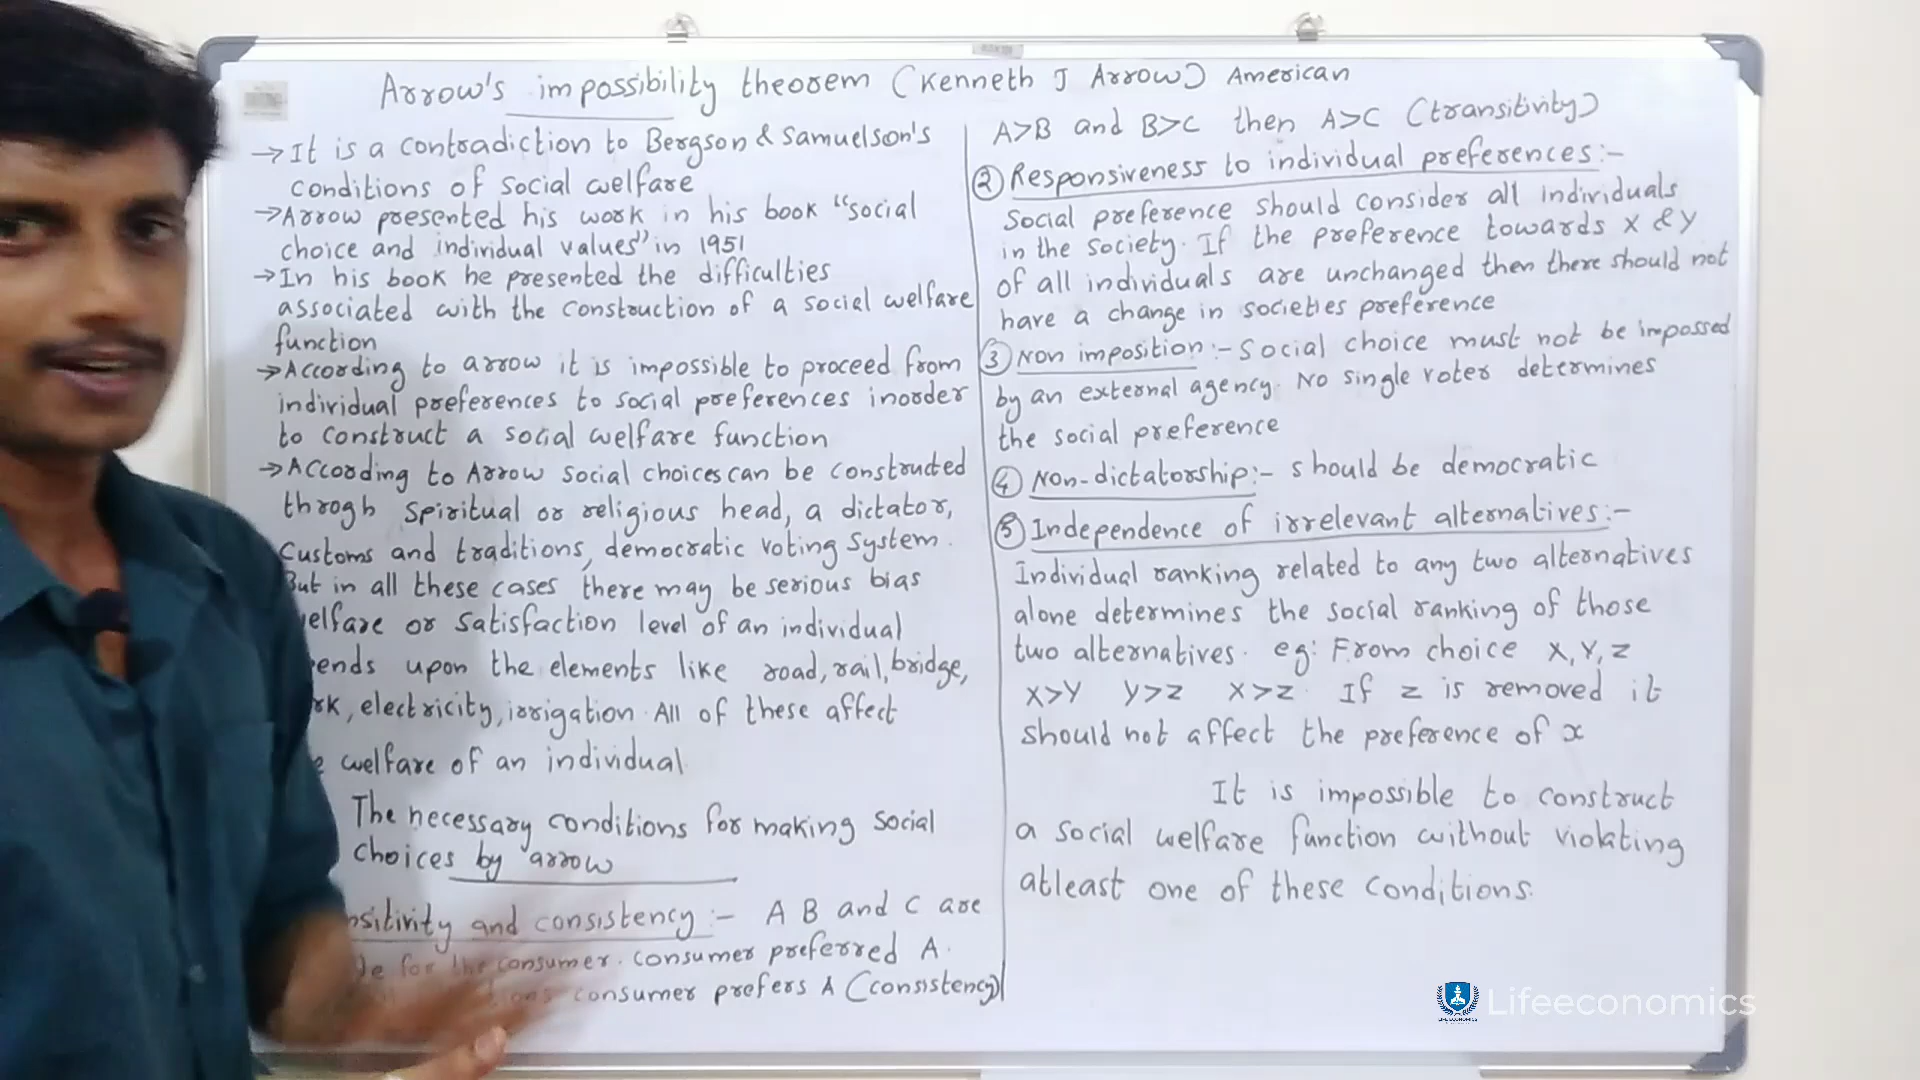 Arrow's impossibility theorem (Kenneth J Arrow) American
→ It is a contradiction to Bergson & Samuelson's
conditions of social welfare
→ Arrow presented his work in his book "social
choice and individual values" in 1951
→ In his book he presented the difficulties
associated with the construction of a social welfare
function
→ According to arrow it is impossible to proceed from
individual preferences to social preferences inorder
to construct a social welfare function
→ According to Arrow social choices can be constructed
throgh spiritual or religious head, a dictator,
customs and traditions, democratic voting system.
But in all these cases there may be serious bias
welfare or satisfaction level of an individual
ends upon the elements like road, rail, bridge,
rk, electricity, irrigation. All of these affect
e welfare of an individual.
The necessary conditions for making social
choices by arrow
nsitivity and consistency :- A B and C are
le for the consumer. consumer preferred A.
consumer prefers A (consistency)
A>B and B>C then A>C (transitivity)
② Responsiveness to individual preferences:-
Social preference should consider all individuals
in the society. If the preference towards X & Y
of all individuals are unchanged then there should not
have a change in societies preference
③ Non imposition :- Social choice must not be impossed
by an external agency. No single voter determines
the social preference
④ Non-dictatorship:- should be democratic
⑤ Independence of irrelevant alternatives:-
Individual ranking related to any two alternatives
alone determines the social ranking of those
two alternatives. eg: From choice X, Y, Z
X>Y Y>Z X>Z. If Z is removed it
should not affect the preference of x
It is impossible to construct
a social welfare function without violating
atleast one of these conditions.
LIFE ECONOMICS
Lifeeconomics